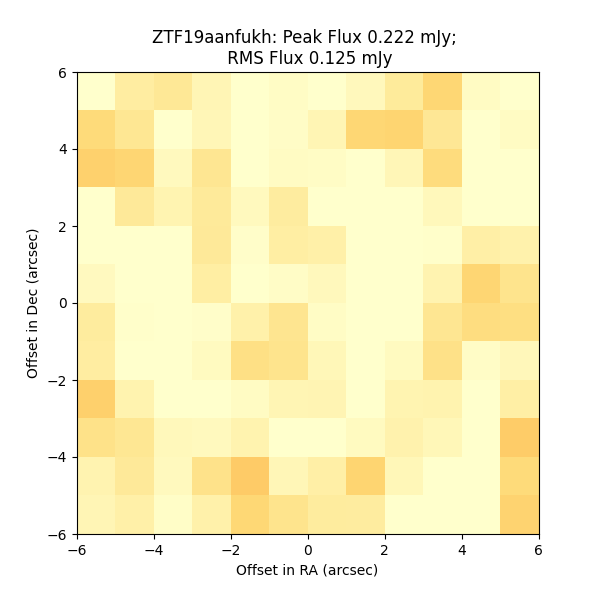 ZTF19aanfukh: Peak Flux 0.222 mJy;
RMS Flux 0.125 mJy
6
4
2
0
−2
−4
−6
Offset in Dec (arcsec)
−6 −4 −2 0 2 4 6
Offset in RA (arcsec)